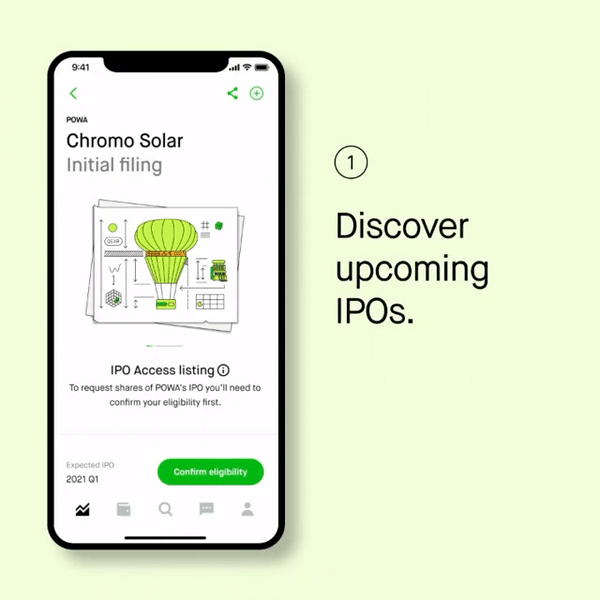 9:41
POWA
Chromo Solar
Initial filing
IPO Access listing
To request shares of POWA's IPO you'll need to
confirm your eligibility first.
Expected IPO
2021 Q1
Confirm eligibility
1
Discover
upcoming
IPOs.